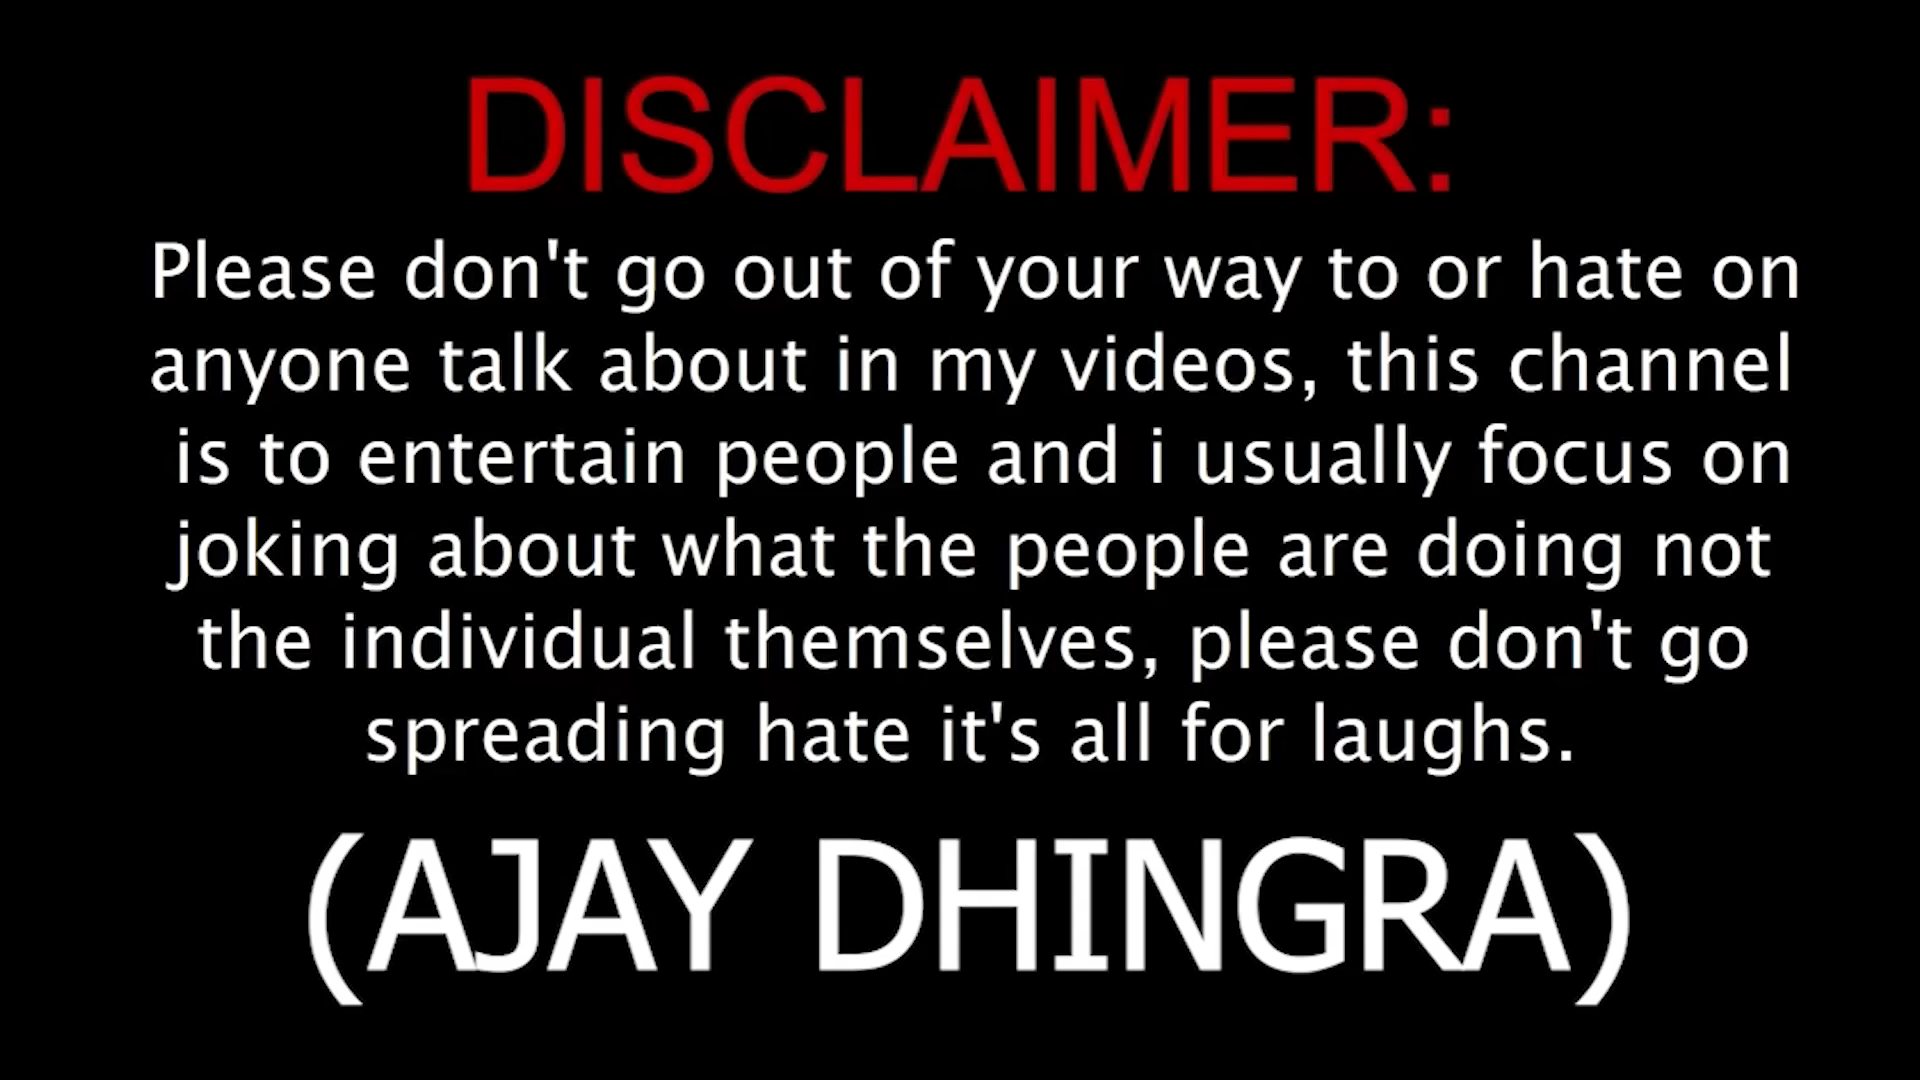 DISCLAIMER:
Please don't go out of your way to or hate on
anyone talk about in my videos, this channel
is to entertain people and i usually focus on
joking about what the people are doing not
the individual themselves, please don't go
spreading hate it's all for laughs.
(AJAY DHINGRA)